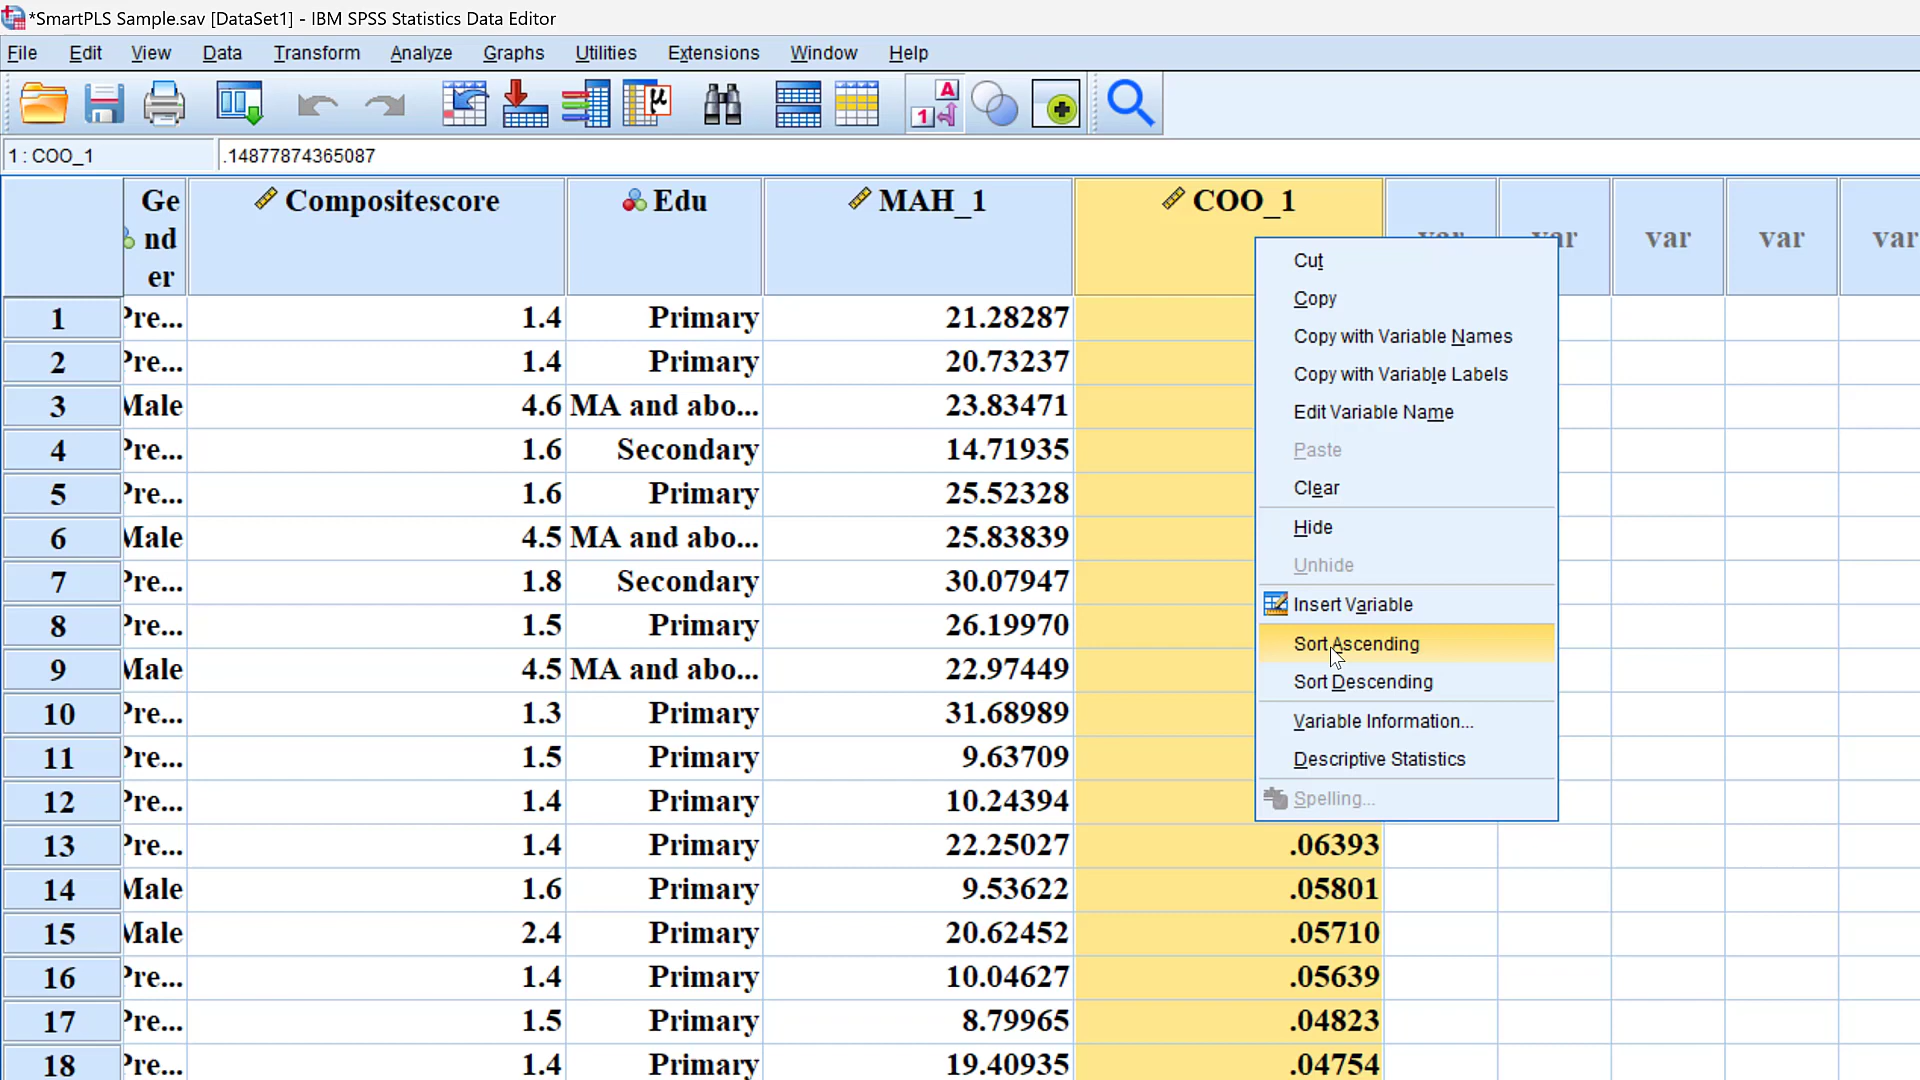 *SmartPLS Sample.sav [DataSet1] - IBM SPSS Statistics Data Editor
File Edit View Data Transform Analyze Graphs Utilities Extensions Window Help
1 : COO_1 .14877874365087
Gender Compositescore Edu MAH_1 COO_1 var var var var var
1 Pre... 1.4 Primary 21.28287
2 Pre... 1.4 Primary 20.73237
3 Male 4.6 MA and abo... 23.83471
4 Pre... 1.6 Secondary 14.71935
5 Pre... 1.6 Primary 25.52328
6 Male 4.5 MA and abo... 25.83839
7 Pre... 1.8 Secondary 30.07947
8 Pre... 1.5 Primary 26.19970
9 Male 4.5 MA and abo... 22.97449
10 Pre... 1.3 Primary 31.68989
11 Pre... 1.5 Primary 9.63709
12 Pre... 1.4 Primary 10.24394
13 Pre... 1.4 Primary 22.25027 .06393
14 Male 1.6 Primary 9.53622 .05801
15 Male 2.4 Primary 20.62452 .05710
16 Pre... 1.4 Primary 10.04627 .05639
17 Pre... 1.5 Primary 8.79965 .04823
18 Pre... 1.4 Primary 19.40935 .04754
Cut
Copy
Copy with Variable Names
Copy with Variable Labels
Edit Variable Name
Paste
Clear
Hide
Unhide
Insert Variable
Sort Ascending
Sort Descending
Variable Information...
Descriptive Statistics
Spelling...